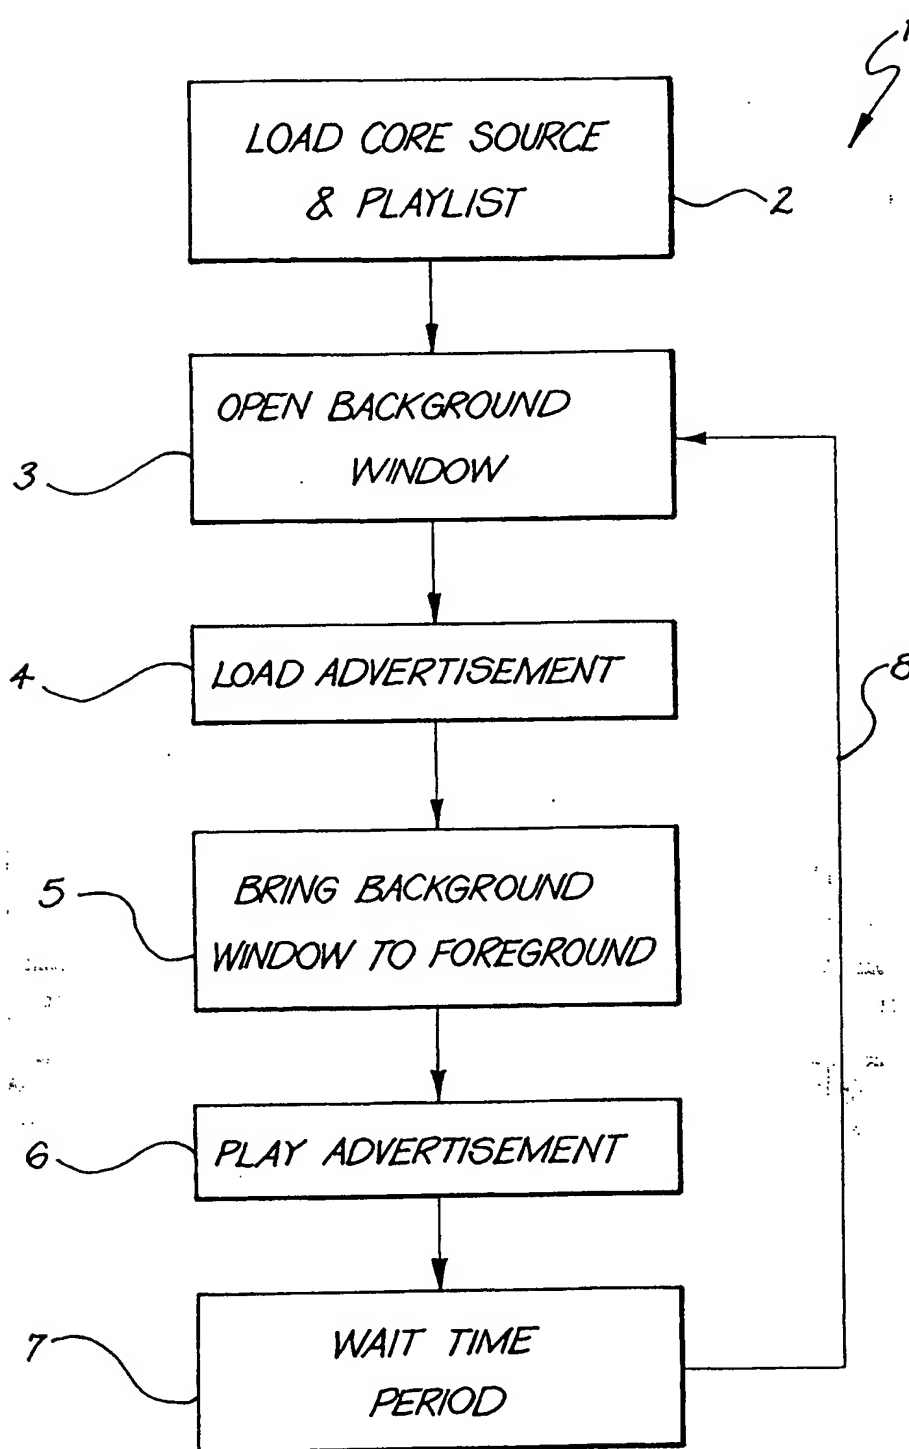 1
LOAD CORE SOURCE
& PLAYLIST
2
OPEN BACKGROUND
WINDOW
3
4
LOAD ADVERTISEMENT
8
5
BRING BACKGROUND
WINDOW TO FOREGROUND
6
PLAY ADVERTISEMENT
7
WAIT TIME
PERIOD